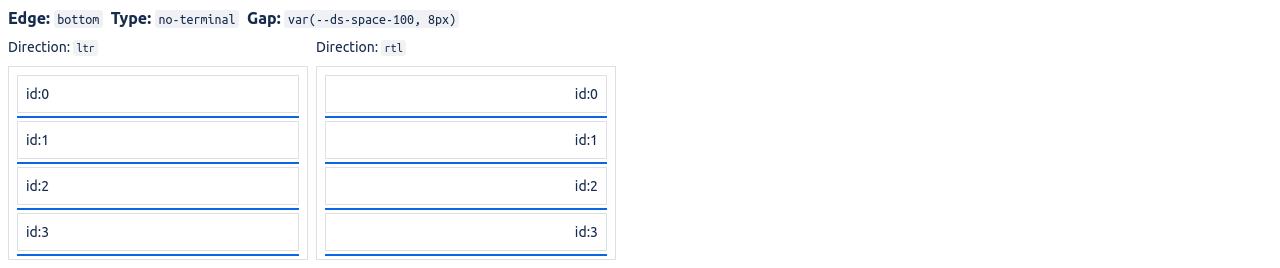 Edge: bottom Type: no-terminal Gap: var(--ds-space-100, 8px)
Direction: ltr
id:0
id:1
id:2
id:3
Direction: rtl
id:0
id:1
id:2
id:3